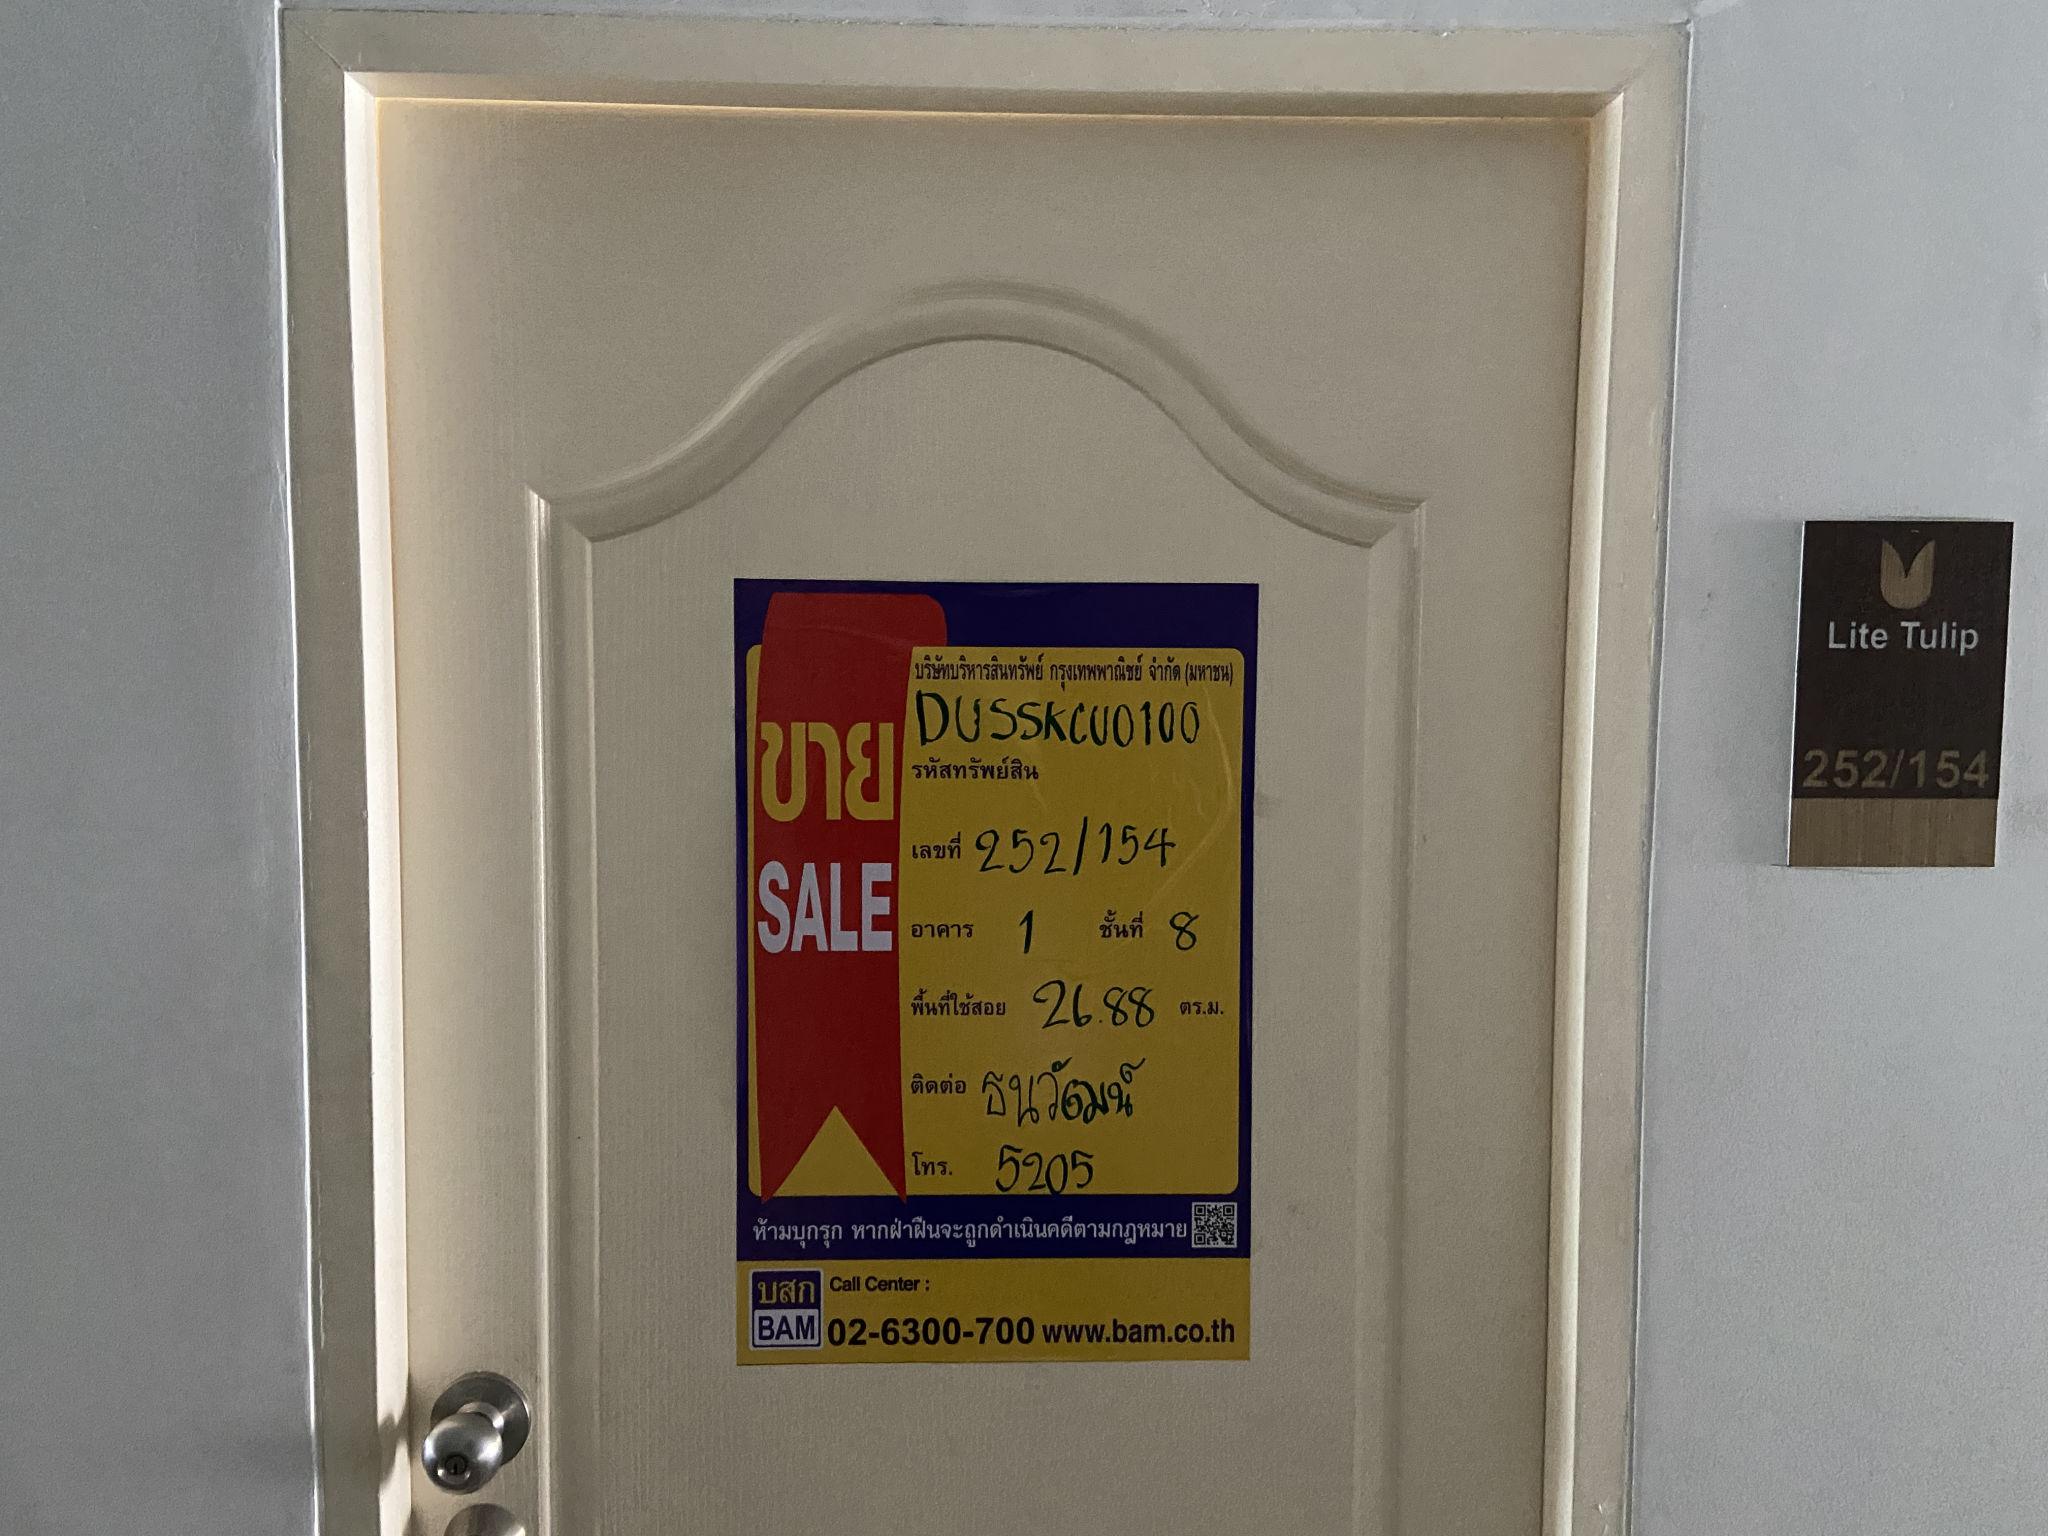 บริษัทบริหารสินทรัพย์ กรุงเทพพาณิชย์ จำกัด (มหาชน)
DUSSKCU0100
รหัสทรัพย์สิน
ขาย
SALE
เลขที่ 252/154
อาคาร 1 ชั้นที่ 8
พื้นที่ใช้สอย 26.88 ตร.ม.
ติดต่อ ธนวัฒน์
โทร. 5205
ห้ามบุกรุก หากฝ่าฝืนจะถูกดำเนินคดีตามกฎหมาย
บสก
BAM
Call Center :
02-6300-700 www.bam.co.th
Lite Tulip
252/154